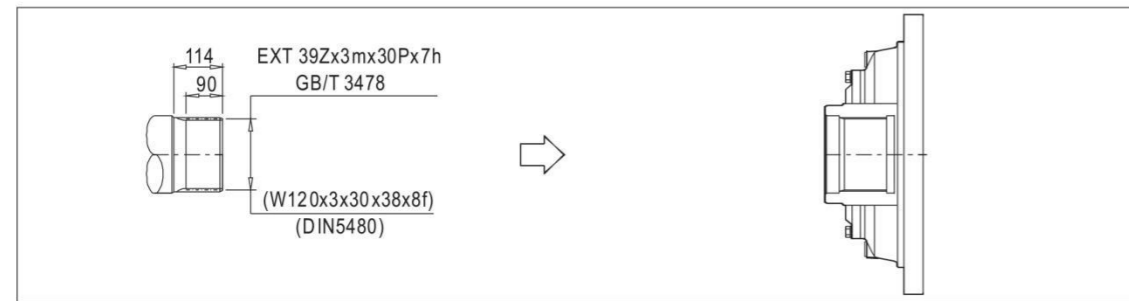 114
EXT 39Zx3mx30Px7h
90
GB/T 3478
(W120x3x30x38x8f)
(DIN5480)